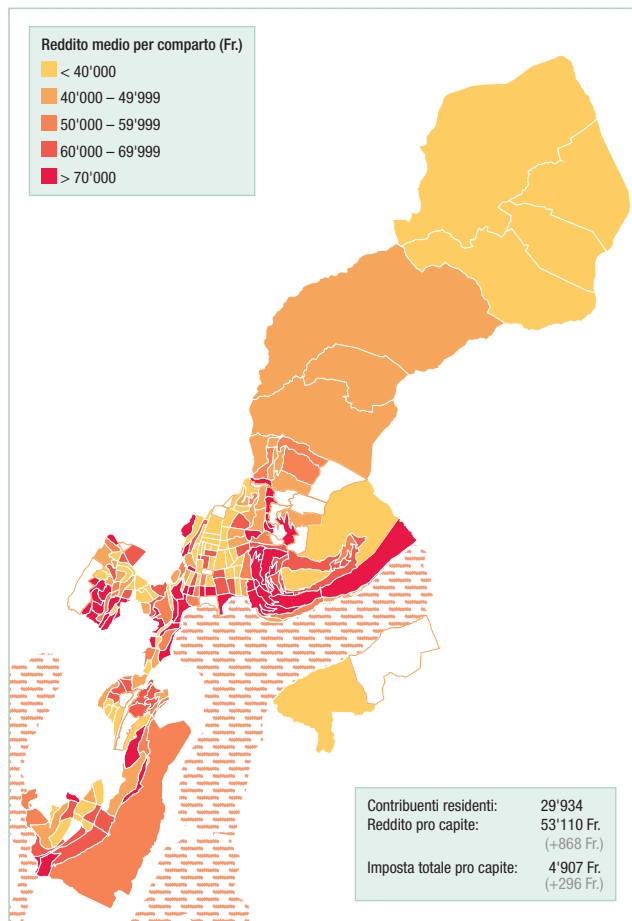 Reddito medio per comparto (Fr.)
< 40'000
40'000 – 49'999
50'000 – 59'999
60'000 – 69'999
> 70'000
Contribuenti residenti: 29'934
Reddito pro capite: 53'110 Fr.
(+868 Fr.)
Imposta totale pro capite: 4'907 Fr.
(+296 Fr.)